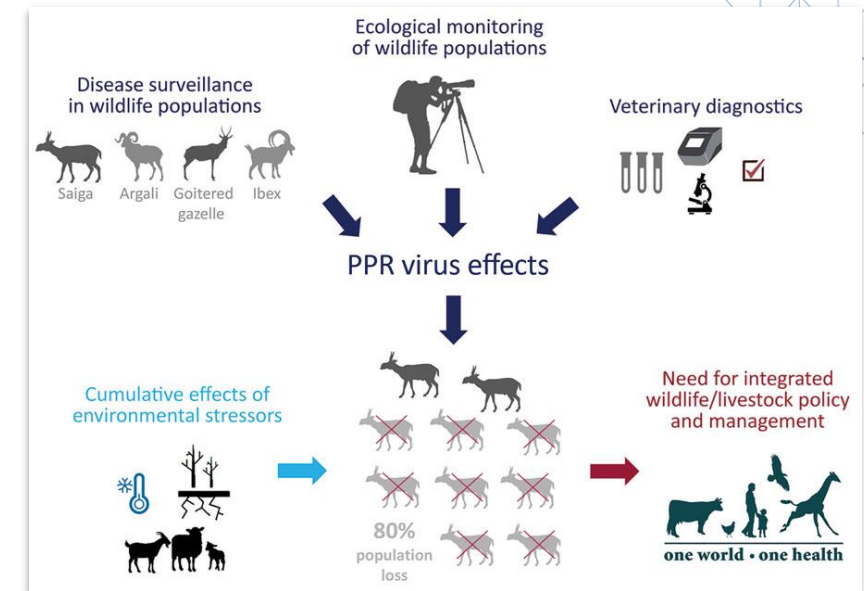 Ecological monitoring
of wildlife populations
Disease surveillance
in wildlife populations
Saiga
Argali
Goitered
gazelle
Ibex
Veterinary diagnostics
PPR virus effects
Cumulative effects of
environmental stressors
80%
population
loss
Need for integrated
wildlife/livestock policy
and management
one world • one health